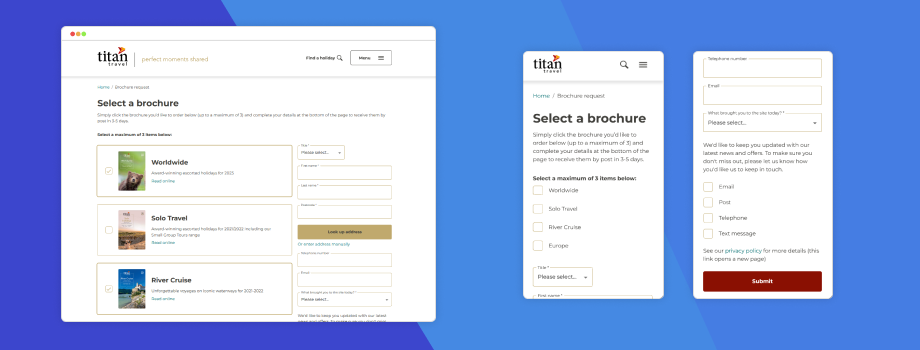 titan
travel
perfect moments shared
Find a holiday
Menu
Home / Brochure request
Select a brochure
Simply click the brochure you'd like to order below (up to a maximum of 3) and complete your details at the bottom of the page to receive them by
post in 3-5 days.
Select a maximum of 3 items below:
Worldwide
Award-winning escorted holidays for 2023
Read online
Solo Travel
Award-winning escorted holidays for 2021/2022 including our
Small Group Tours range
Read online
River Cruise
Unforgettable voyages on iconic waterways for 2021-2022
Read online
Title *
Please select...
First name *
Last name *
Postcode *
Look up address
Or enter address manually
Telephone number
Email
What brought you to the site today? *
Please select...
We'd like to keep you updated with our latest
titan
travel
Home / Brochure request
Select a brochure
Simply click the brochure you'd like to
order below (up to a maximum of 3) and
complete your details at the bottom of the
page to receive them by post in 3-5 days.
Select a maximum of 3 items below:
Worldwide
Solo Travel
River Cruise
Europe
Title *
Please select...
First name *
Telephone number
Email
What brought you to the site today? *
Please select...
We'd like to keep you updated with our
latest news and offers. To make sure you
don't miss out, please let us know how
you'd like us to keep in touch.
Email
Post
Telephone
Text message
See our privacy policy for more details (this
link opens a new page)
Submit